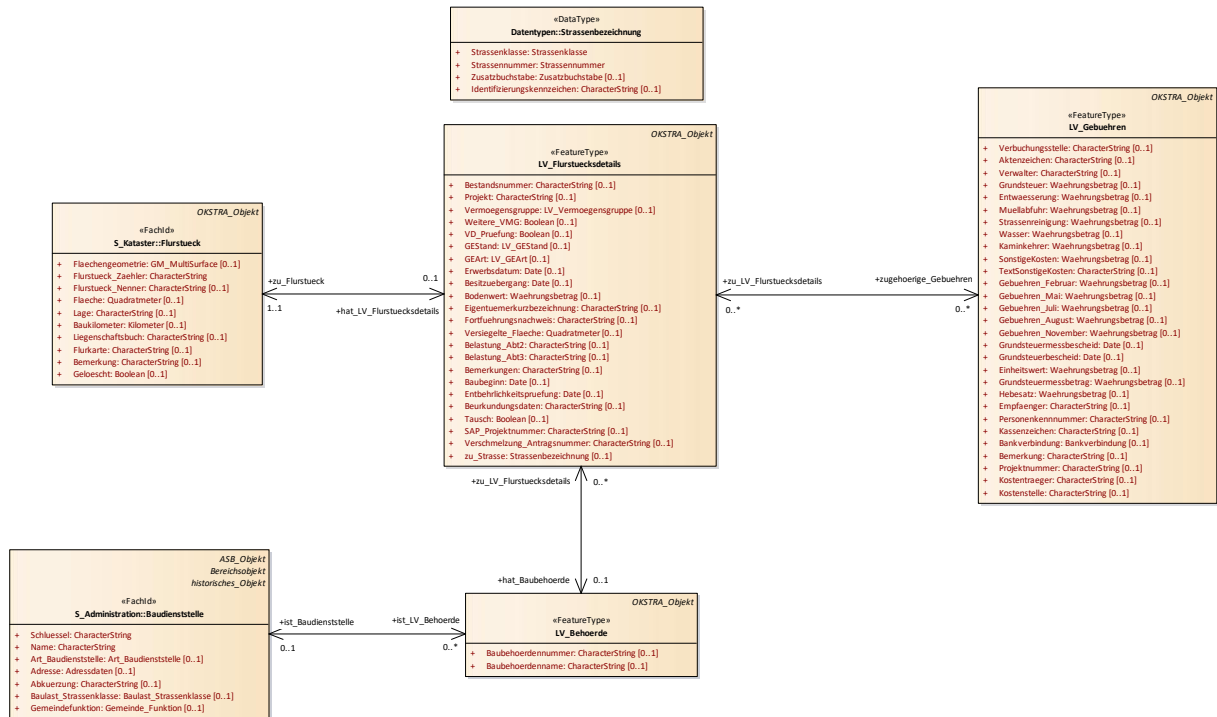 «DataType»
Datentypen::Strassenbezeichnung
+ Strassenklasse: Strassenklasse
+ Strassennummer: Strassennummer
+ Zusatzbuchstabe: Zusatzbuchstabe [0..1]
+ Identifizierungskennzeichen: CharacterString [0..1]
OKSTRA_Objekt
«FeatureType»
LV_Flurstuecksdetails
+ Bestandsnummer: CharacterString [0..1]
+ Projekt: CharacterString [0..1]
+ Vermoegensgruppe: LV_Vermoegensgruppe [0..1]
+ Weitere_VMG: Boolean [0..1]
+ VD_Pruefung: Boolean [0..1]
+ GEStand: LV_GEStand [0..1]
+ GEArt: LV_GEArt [0..1]
+ Erwerbsdatum: Date [0..1]
+ Besitzuebergang: Date [0..1]
+ Bodenwert: Waehrungsbetrag [0..1]
+ Eigentuemerkurzbezeichnung: CharacterString [0..1]
+ Fortfuehrungsnachweis: CharacterString [0..1]
+ Versiegelte_Flaeche: Quadratmeter [0..1]
+ Belastung_Abt2: CharacterString [0..1]
+ Belastung_Abt3: CharacterString [0..1]
+ Bemerkungen: CharacterString [0..1]
+ Baubeginn: Date [0..1]
+ Entbehrlichkeitspruefung: Date [0..1]
+ Beurkundungsdaten: CharacterString [0..1]
+ Tausch: Boolean [0..1]
+ SAP_Projektnummer: CharacterString [0..1]
+ Verschmelzung_Antragsnummer: CharacterString [0..1]
+ zu_Strasse: Strassenbezeichnung [0..1]
OKSTRA_Objekt
«FeatureType»
LV_Gebuehren
+ Verbuchungsstelle: CharacterString [0..1]
+ Aktenzeichen: CharacterString [0..1]
+ Verwalter: CharacterString [0..1]
+ Grundsteuer: Waehrungsbetrag [0..1]
+ Entwaesserung: Waehrungsbetrag [0..1]
+ Muellabfuhr: Waehrungsbetrag [0..1]
+ Strassenreinigung: Waehrungsbetrag [0..1]
+ Wasser: Waehrungsbetrag [0..1]
+ Kaminkehrer: Waehrungsbetrag [0..1]
+ SonstigeKosten: Waehrungsbetrag [0..1]
+ TextSonstigeKosten: CharacterString [0..1]
+ Gebuehren_Februar: Waehrungsbetrag [0..1]
+ Gebuehren_Mai: Waehrungsbetrag [0..1]
+ Gebuehren_Juli: Waehrungsbetrag [0..1]
+ Gebuehren_August: Waehrungsbetrag [0..1]
+ Gebuehren_November: Waehrungsbetrag [0..1]
+ Grundsteuermessbescheid: Date [0..1]
+ Grundsteuerbescheid: Date [0..1]
+ Einheitswert: Waehrungsbetrag [0..1]
+ Grundsteuermessbetrag: Waehrungsbetrag [0..1]
+ Hebesatz: Waehrungsbetrag [0..1]
+ Empfaenger: CharacterString [0..1]
+ Personenkennnummer: CharacterString [0..1]
+ Kassenzeichen: CharacterString [0..1]
+ Bankverbindung: Bankverbindung [0..1]
+ Bemerkung: CharacterString [0..1]
+ Projektnummer: CharacterString [0..1]
+ Kostentraeger: CharacterString [0..1]
+ Kostenstelle: CharacterString [0..1]
OKSTRA_Objekt
«FachId»
S_Kataster::Flurstueck
+ Flaechengeometrie: GM_MultiSurface [0..1]
+ Flurstueck_Zaehler: CharacterString
+ Flurstueck_Nenner: CharacterString [0..1]
+ Flaeche: Quadratmeter [0..1]
+ Lage: CharacterString [0..1]
+ Baukilometer: Kilometer [0..1]
+ Liegenschaftsbuch: CharacterString [0..1]
+ Flurkarte: CharacterString [0..1]
+ Bemerkung: CharacterString [0..1]
+ Geloescht: Boolean [0..1]
+zu_Flurstueck
0..1
1..1
+hat_LV_Flurstuecksdetails
+zu_LV_Flurstuecksdetails
+zugehoerige_Gebuehren
0..*
0..*
+zu_LV_Flurstuecksdetails
0..*
+hat_Baubehoerde
0..1
ASB_Objekt
Bereichsobjekt
historisches_Objekt
«FachId»
S_Administration::Baudienststelle
+ Schluessel: CharacterString
+ Name: CharacterString
+ Art_Baudienststelle: Art_Baudienststelle [0..1]
+ Adresse: Adressdaten [0..1]
+ Abkuerzung: CharacterString [0..1]
+ Baulast_Strassenklasse: Baulast_Strassenklasse [0..1]
+ Gemeindefunktion: Gemeinde_Funktion [0..1]
+ist_Baudienststelle
+ist_LV_Behoerde
0..1
0..*
OKSTRA_Objekt
«FeatureType»
LV_Behoerde
+ Baubehoerdennummer: CharacterString [0..1]
+ Baubehoerdenname: CharacterString [0..1]